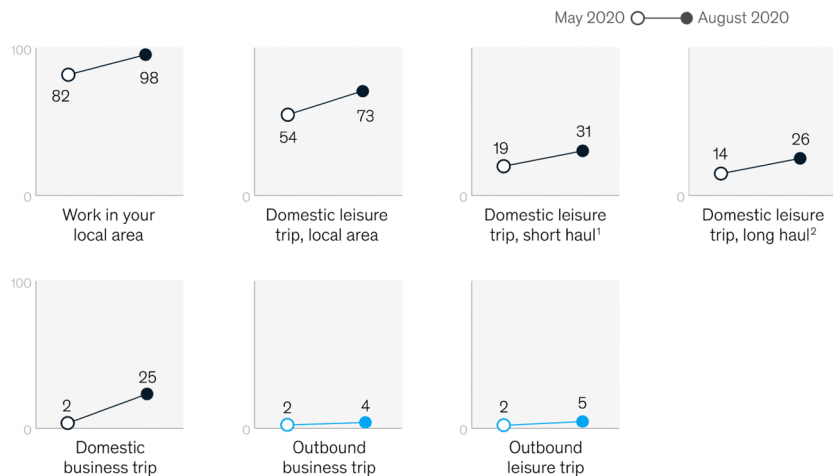 May 2020 August 2020
100
82
98
54
73
19
31
14
26
0
0
0
0
Work in your
local area
Domestic leisure
trip, local area
Domestic leisure
trip, short haul¹
Domestic leisure
trip, long haul²
100
2
25
2
4
2
5
0
0
0
Domestic
business trip
Outbound
business trip
Outbound
leisure trip